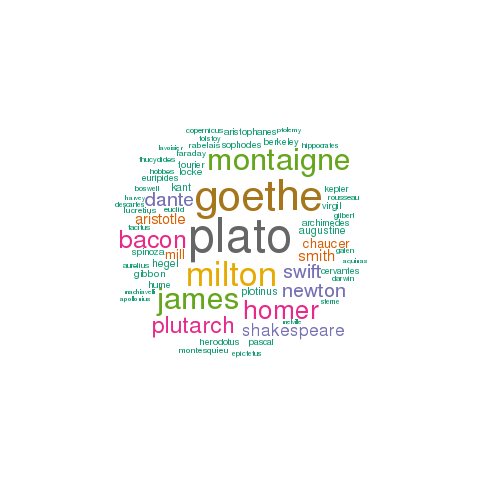 copernicus aristophanes ptolemy
tolstoy
lavoisier rabelais sophocles berkeley hippocrates
faraday
thucydides montaigne
fourier
hobbes locke
euripides
boswell kant goethe kepler
harvey dante rousseau
descartes euclid virgil
lucretius gilbert
aristotle plato archimedes
tacitus augustine
bacon chaucer
spinoza mill smith galen
aurelius hegel milton swift cervantes aquinas
gibbon darwin
hume plotinus newton
machiavelli james
apollonius homer sterne
plutarch melville shakespeare
herodotus pascal
montesquieu epictetus